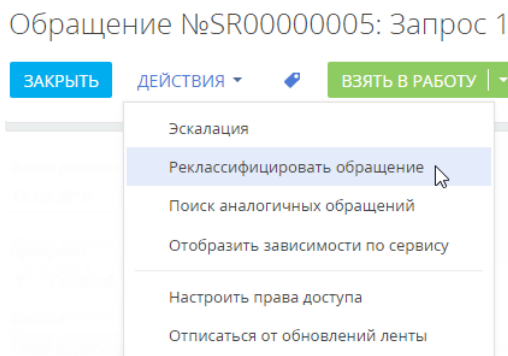 Обращение №SR00000005: Запрос 1
ЗАКРЫТЬ ДЕЙСТВИЯ ВЗЯТЬ В РАБОТУ
Эскалация
Реклассифицировать обращение
Поиск аналогичных обращений
Отобразить зависимости по сервису
Настроить права доступа
Отписаться от обновлений ленты